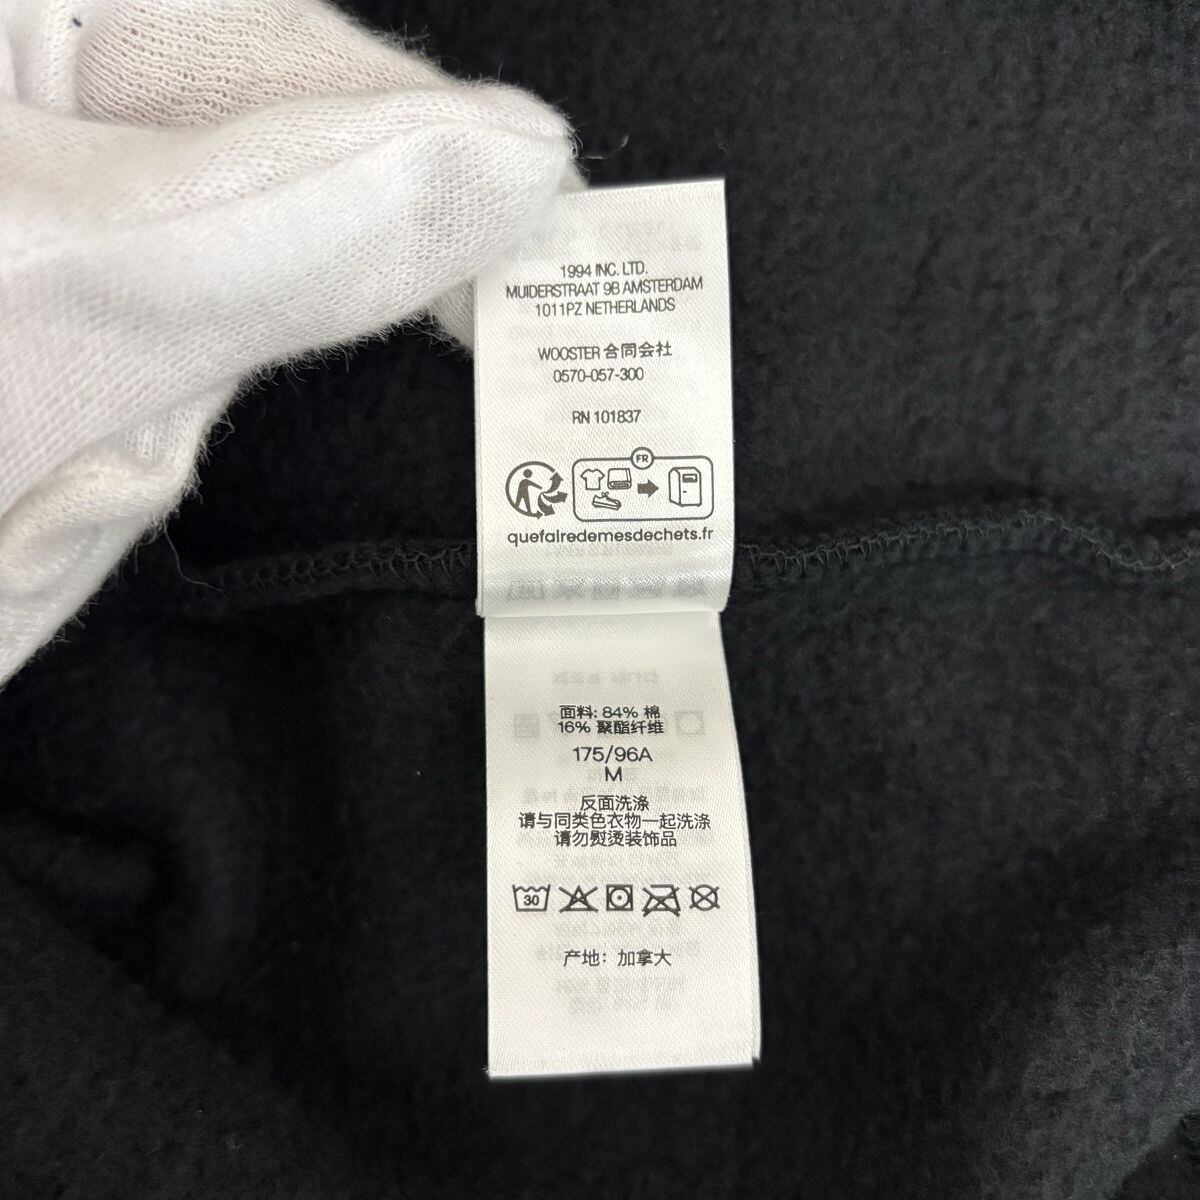 1994 INC. LTD.
MUIDERSTRAAT 9B AMSTERDAM
1011PZ NETHERLANDS
WOOSTER 合同会社
0570-057-300
RN 101837
FR
quefairedemesdechets.fr
面料: 84% 棉
16% 聚酯纤维
175/96A
M
反面洗涤
请与同类色衣物一起洗涤
请勿熨烫装饰品
30
产地: 加拿大